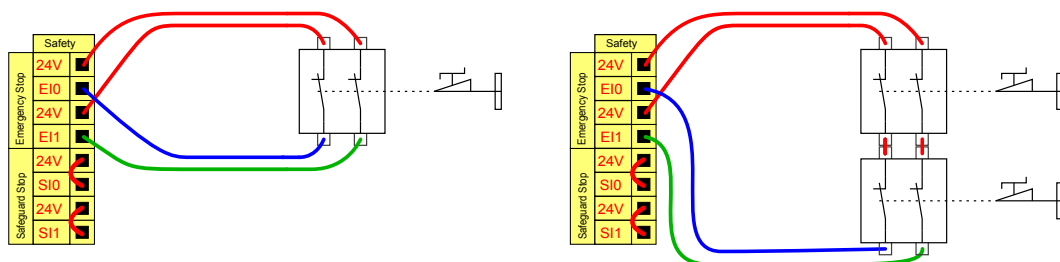 Safety
Emergency Stop
24V
EI0
24V
EI1
Safeguard Stop
24V
SI0
24V
SI1
Safety
Emergency Stop
24V
EI0
24V
EI1
Safeguard Stop
24V
SI0
24V
SI1